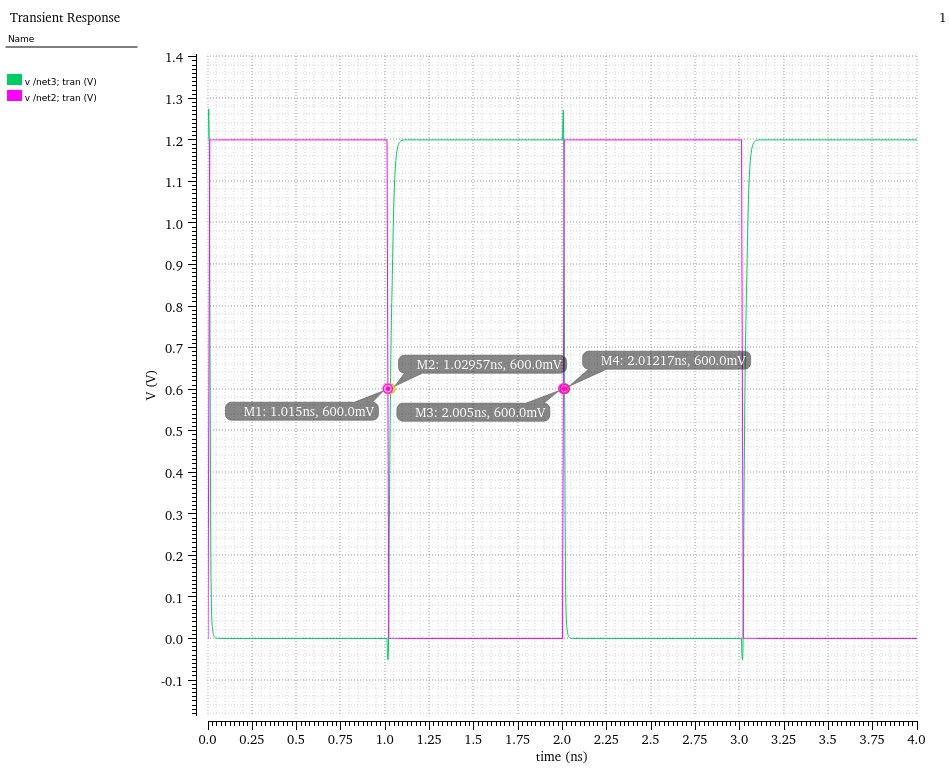 Transient Response
1
Name
v /net3; tran (V)
v /net2; tran (V)
1.4
1.3
1.2
1.1
1.0
0.9
0.8
0.7
0.6
0.5
0.4
0.3
0.2
0.1
0.0
-0.1
V (V)
M2: 1.02957ns, 600.0mV
M4: 2.01217ns, 600.0mV
M1: 1.015ns, 600.0mV
M3: 2.005ns, 600.0mV
0.0 0.25 0.5 0.75 1.0 1.25 1.5 1.75 2.0 2.25 2.5 2.75 3.0 3.25 3.5 3.75 4.0
time (ns)